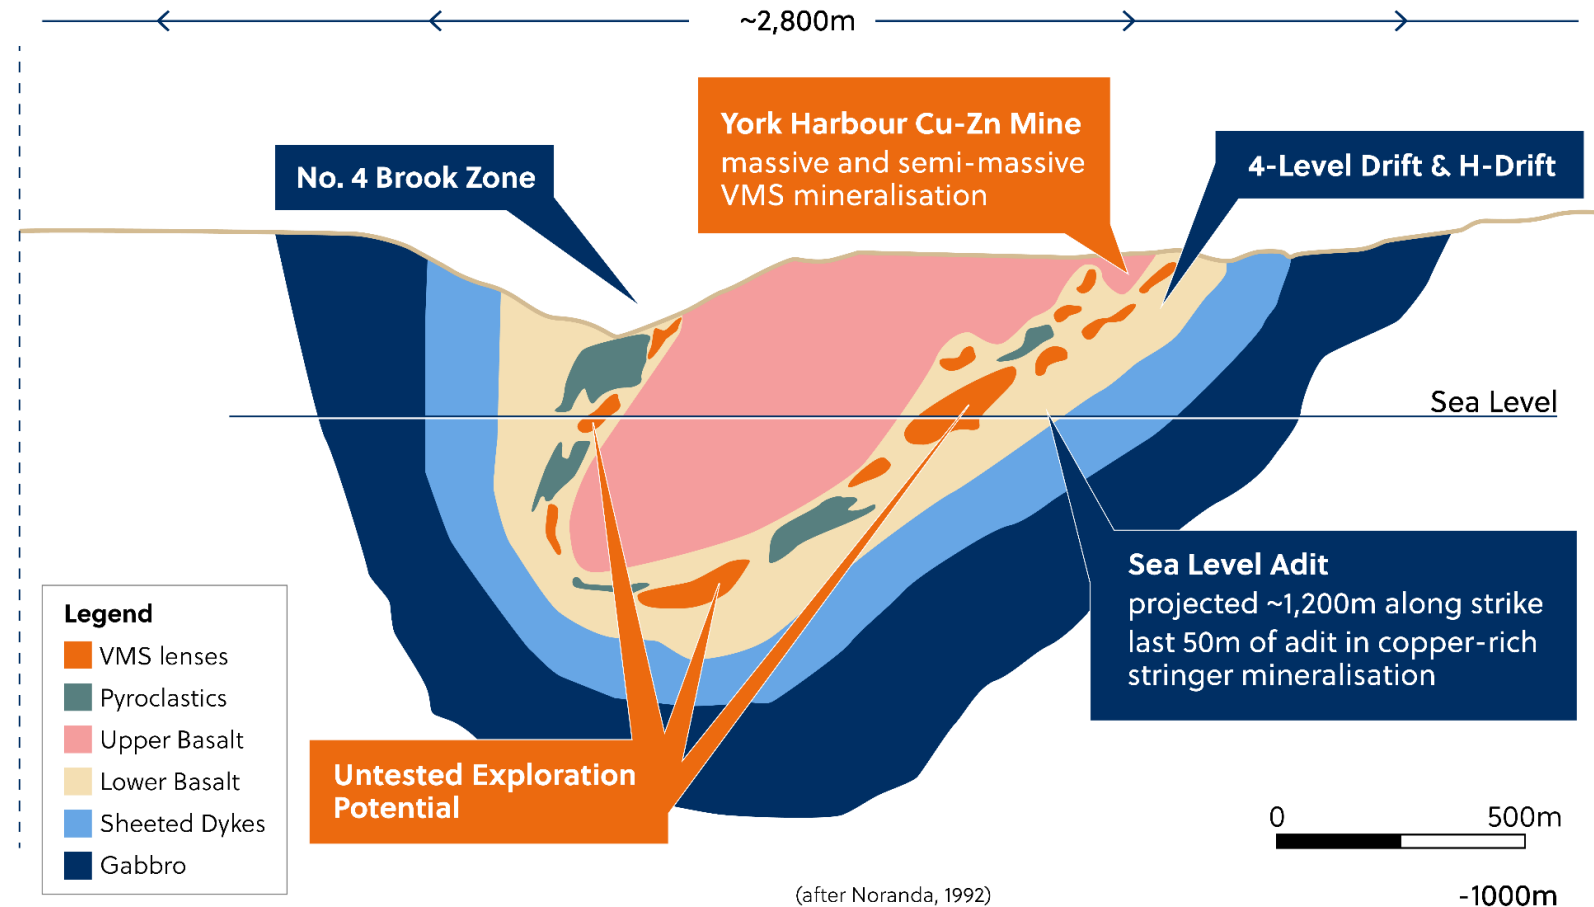 ~2,800m
York Harbour Cu-Zn Mine
massive and semi-massive
VMS mineralisation
No. 4 Brook Zone
4-Level Drift & H-Drift
Sea Level
Sea Level Adit
projected ~1,200m along strike
last 50m of adit in copper-rich
stringer mineralisation
Legend
VMS lenses
Pyroclastics
Upper Basalt
Lower Basalt
Sheeted Dykes
Gabbro
Untested Exploration
Potential
0 500m
(after Noranda, 1992)
-1000m